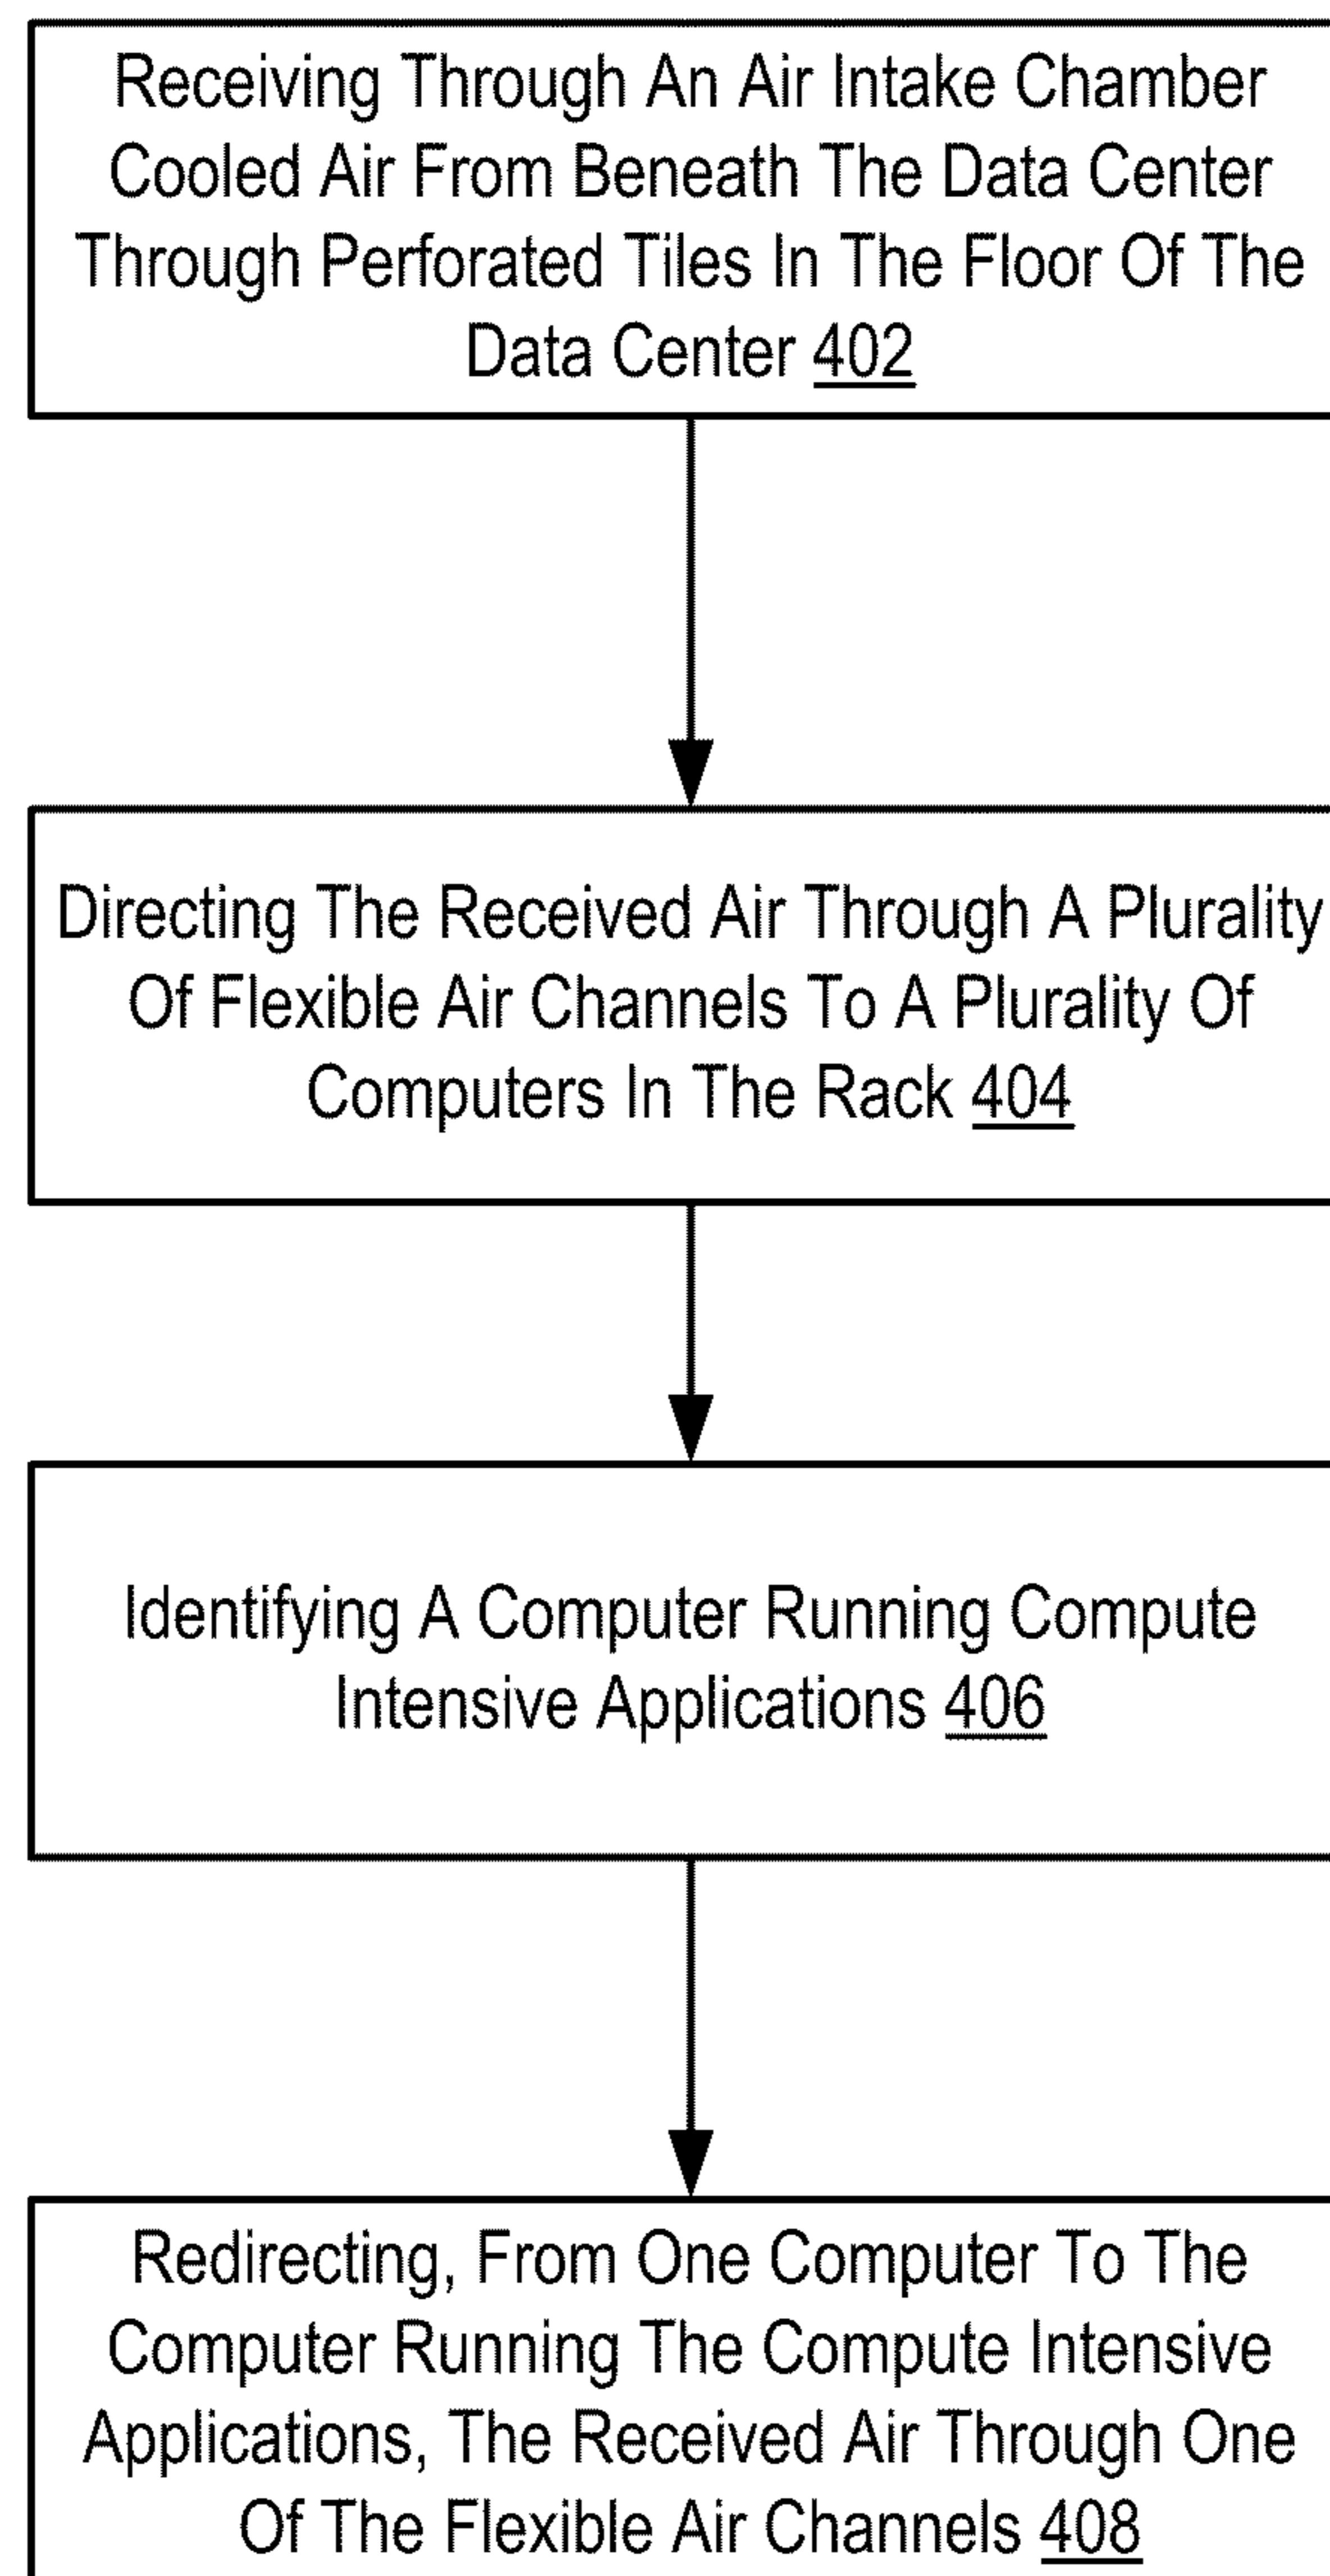 Receiving Through An Air Intake Chamber
Cooled Air From Beneath The Data Center
Through Perforated Tiles In The Floor Of The
Data Center 402
Directing The Received Air Through A Plurality
Of Flexible Air Channels To A Plurality Of
Computers In The Rack 404
Identifying A Computer Running Compute
Intensive Applications 406
Redirecting, From One Computer To The
Computer Running The Compute Intensive
Applications, The Received Air Through One
Of The Flexible Air Channels 408